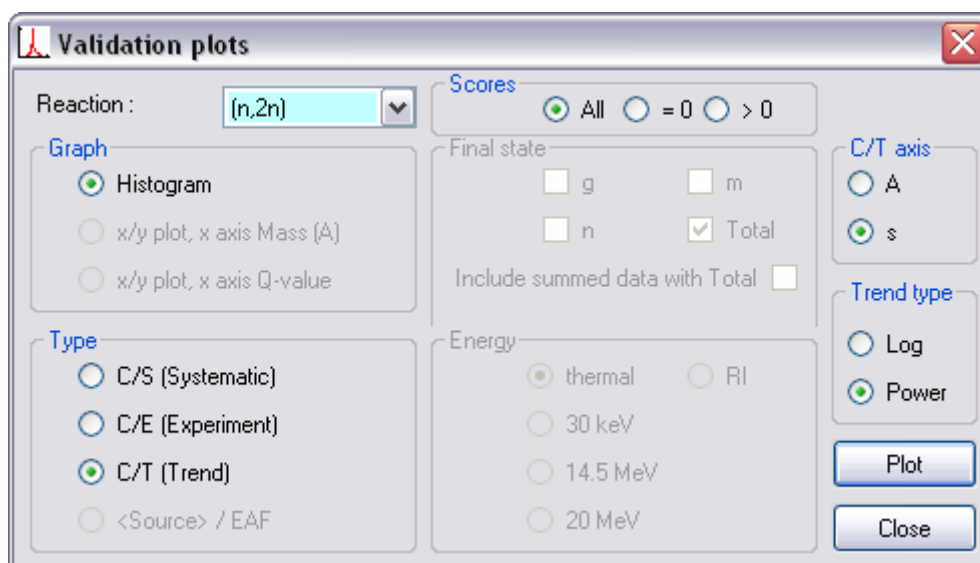 Validation plots
Reaction :
(n,2n)
Scores
All
= 0
> 0
Graph
Histogram
x/y plot, x axis Mass (A)
x/y plot, x axis Q-value
Final state
g
m
n
Total
Include summed data with Total
C/T axis
A
s
Type
C/S (Systematic)
C/E (Experiment)
C/T (Trend)
<Source> / EAF
Energy
thermal
RI
30 keV
14.5 MeV
20 MeV
Trend type
Log
Power
Plot
Close